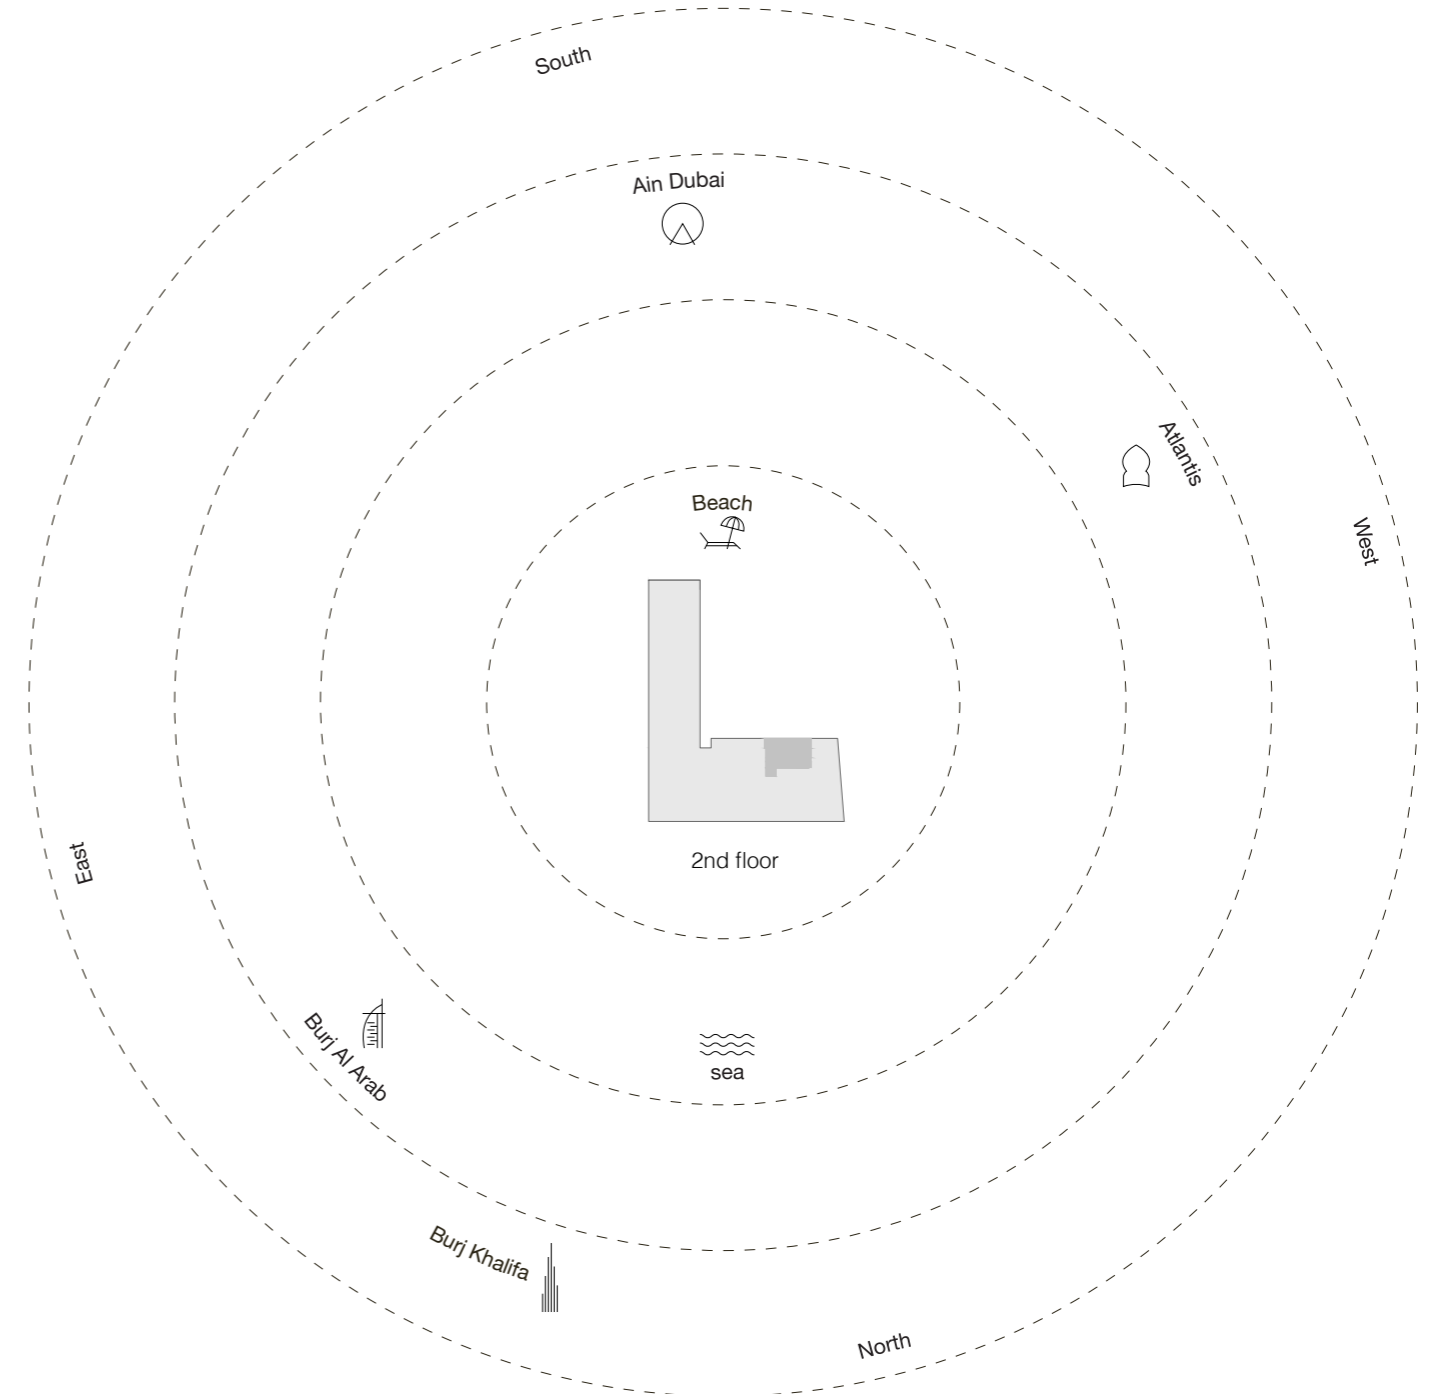 South
Ain Dubai
Atlantis
Beach
West
East
2nd floor
Burj Al Arab
sea
Burj Khalifa
North